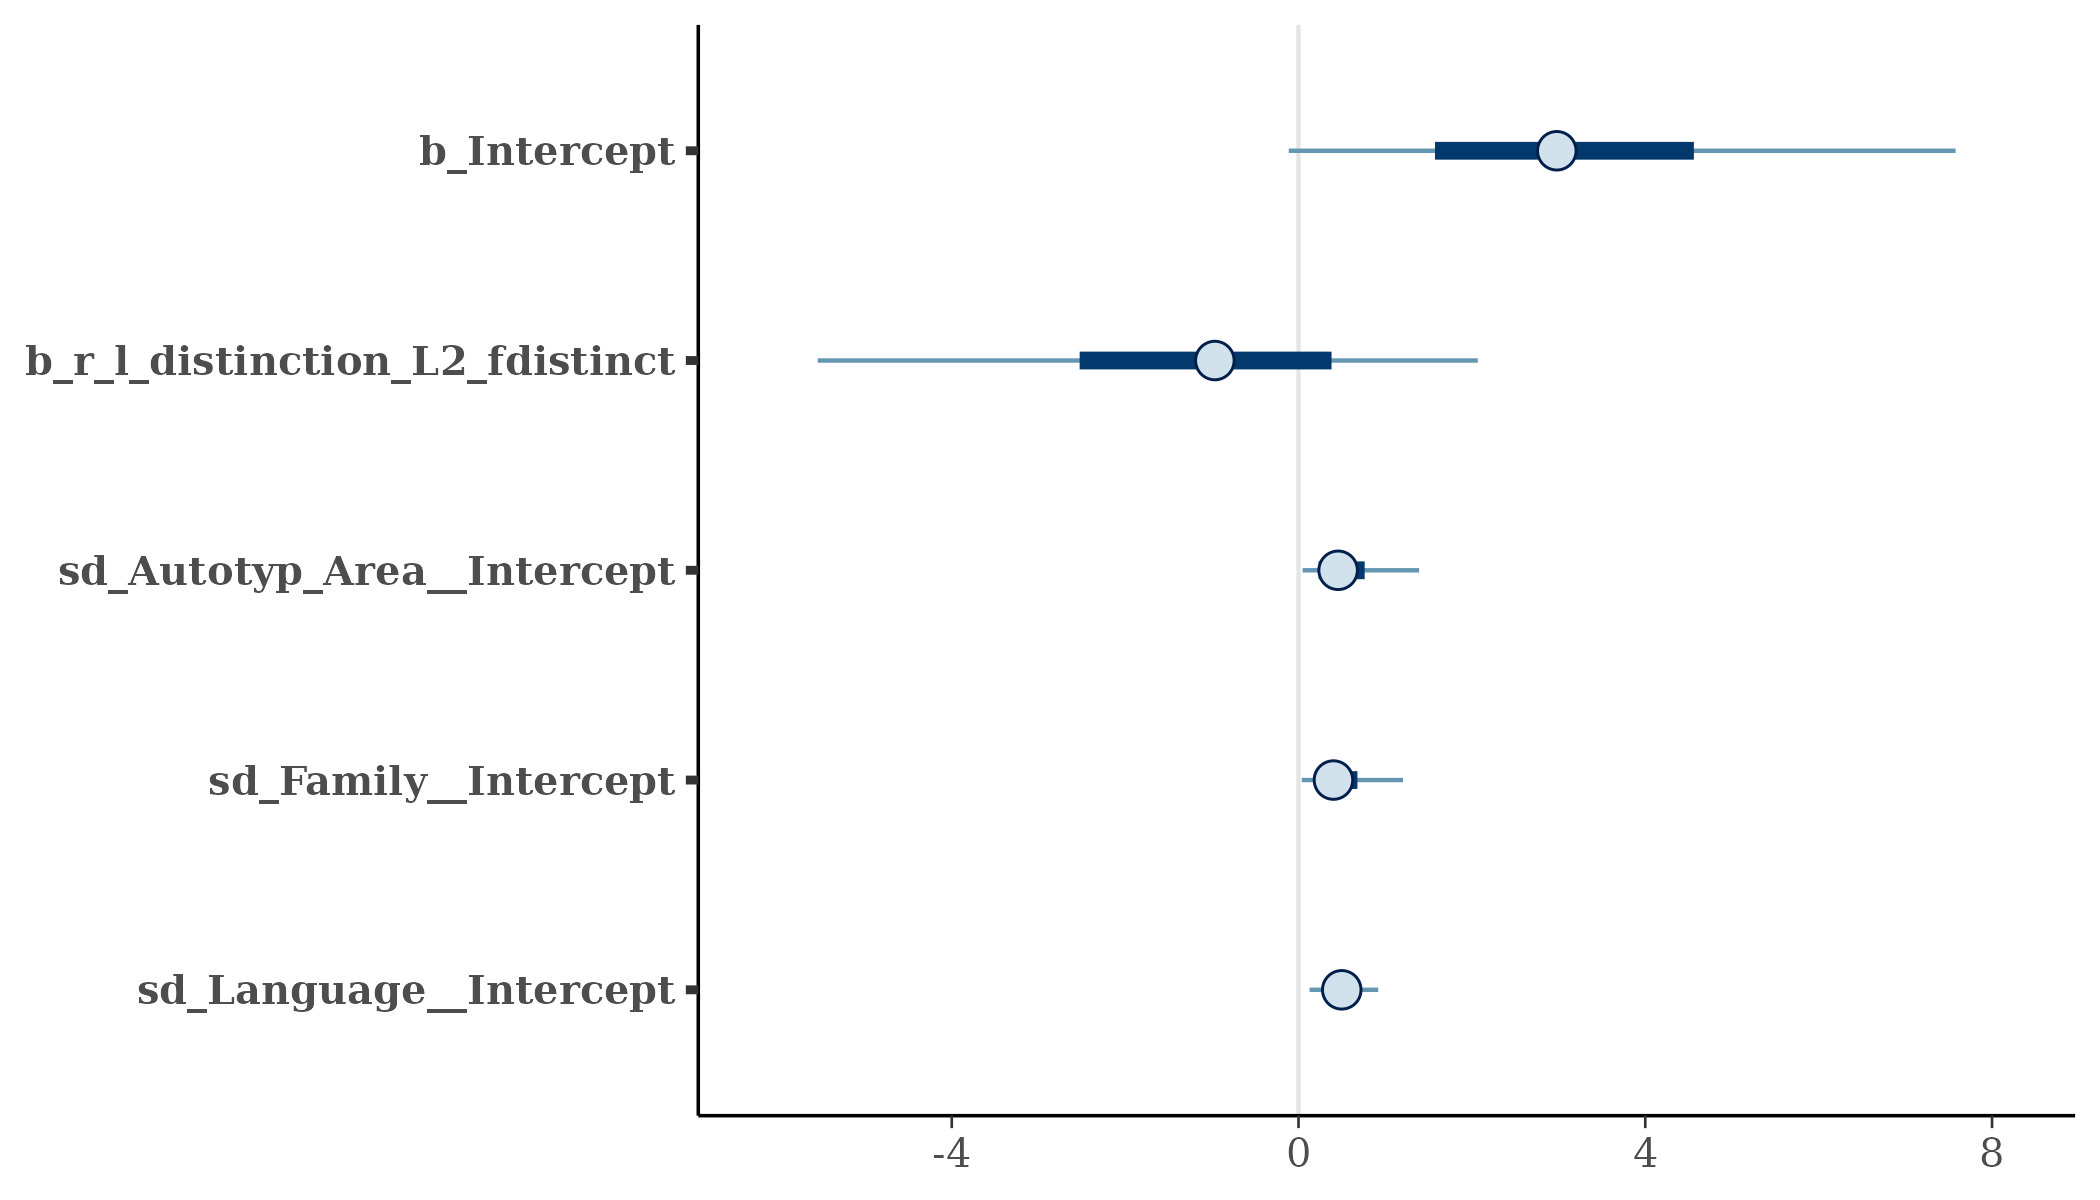 b_Intercept
b_r_l_distinction_L2_fdistinct
sd_Autotyp_Area__Intercept
sd_Family__Intercept
sd_Language__Intercept
-4 0 4 8